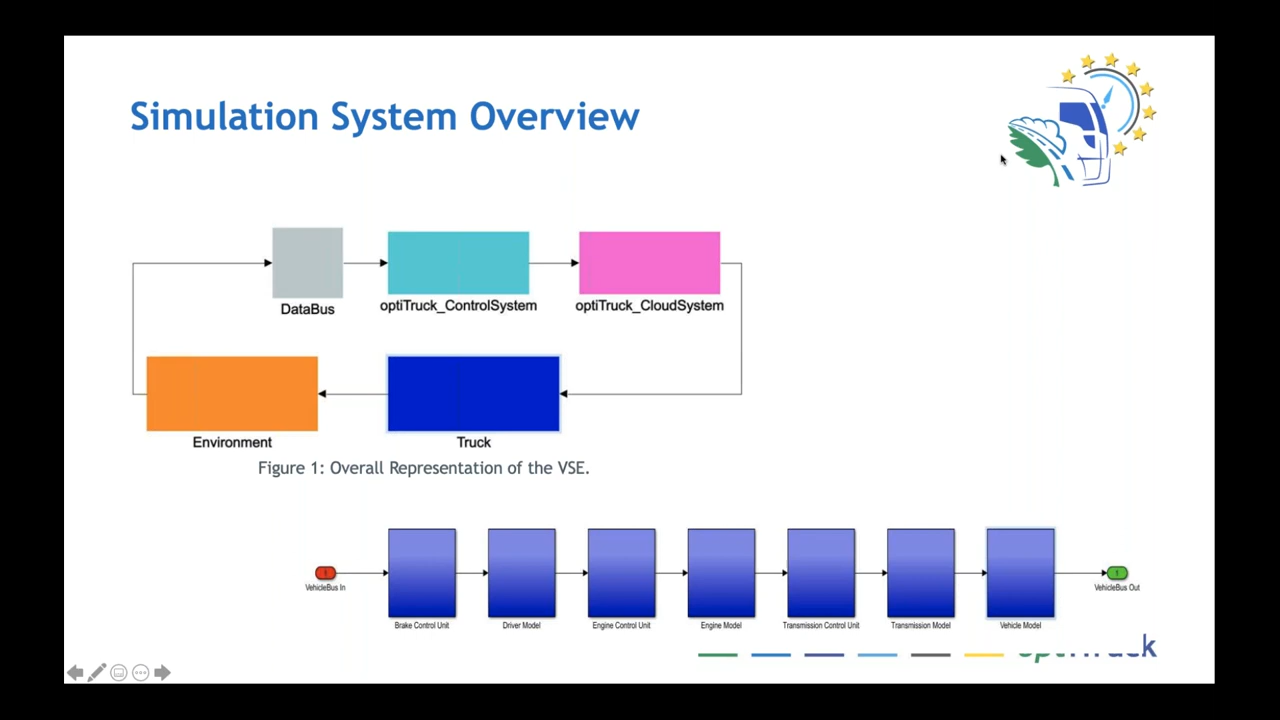 Simulation System Overview
DataBus
optiTruck_ControlSystem
optiTruck_CloudSystem
Environment
Truck
Figure 1: Overall Representation of the VSE.
VehicleBus In
VehicleBus Out
Brake Control Unit
Driver Model
Engine Control Unit
Engine Model
Transmission Control Unit
Transmission Model
Vehicle Model
optiTruck